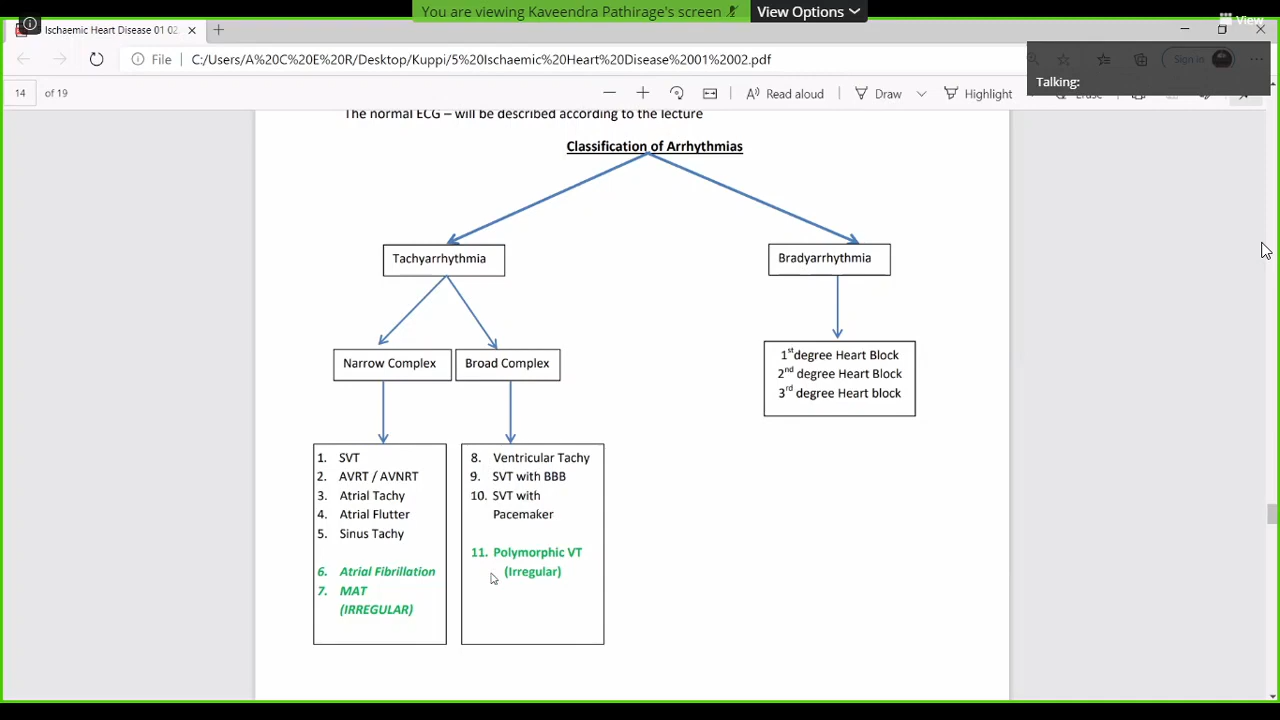 You are viewing Kaveendra Pathirage's screen
View Options
View
Ischaemic Heart Disease 01 02
File
C:/Users/A%20C%20E%20R/Desktop/Kuppi/5%20Ischaemic%20Heart%20Disease%2001%2002.pdf
Sign in
Talking:
14 of 19
Read aloud
Draw
Highlight
Erase
The normal ECG – will be described according to the lecture
Classification of Arrhythmias
Tachyarrhythmia
Bradyarrhythmia
Narrow Complex
Broad Complex
1st degree Heart Block
2nd degree Heart Block
3rd degree Heart block
1. SVT
2. AVRT / AVNRT
3. Atrial Tachy
4. Atrial Flutter
5. Sinus Tachy
6. Atrial Fibrillation
7. MAT
(IRREGULAR)
8. Ventricular Tachy
9. SVT with BBB
10. SVT with
Pacemaker
11. Polymorphic VT
(Irregular)